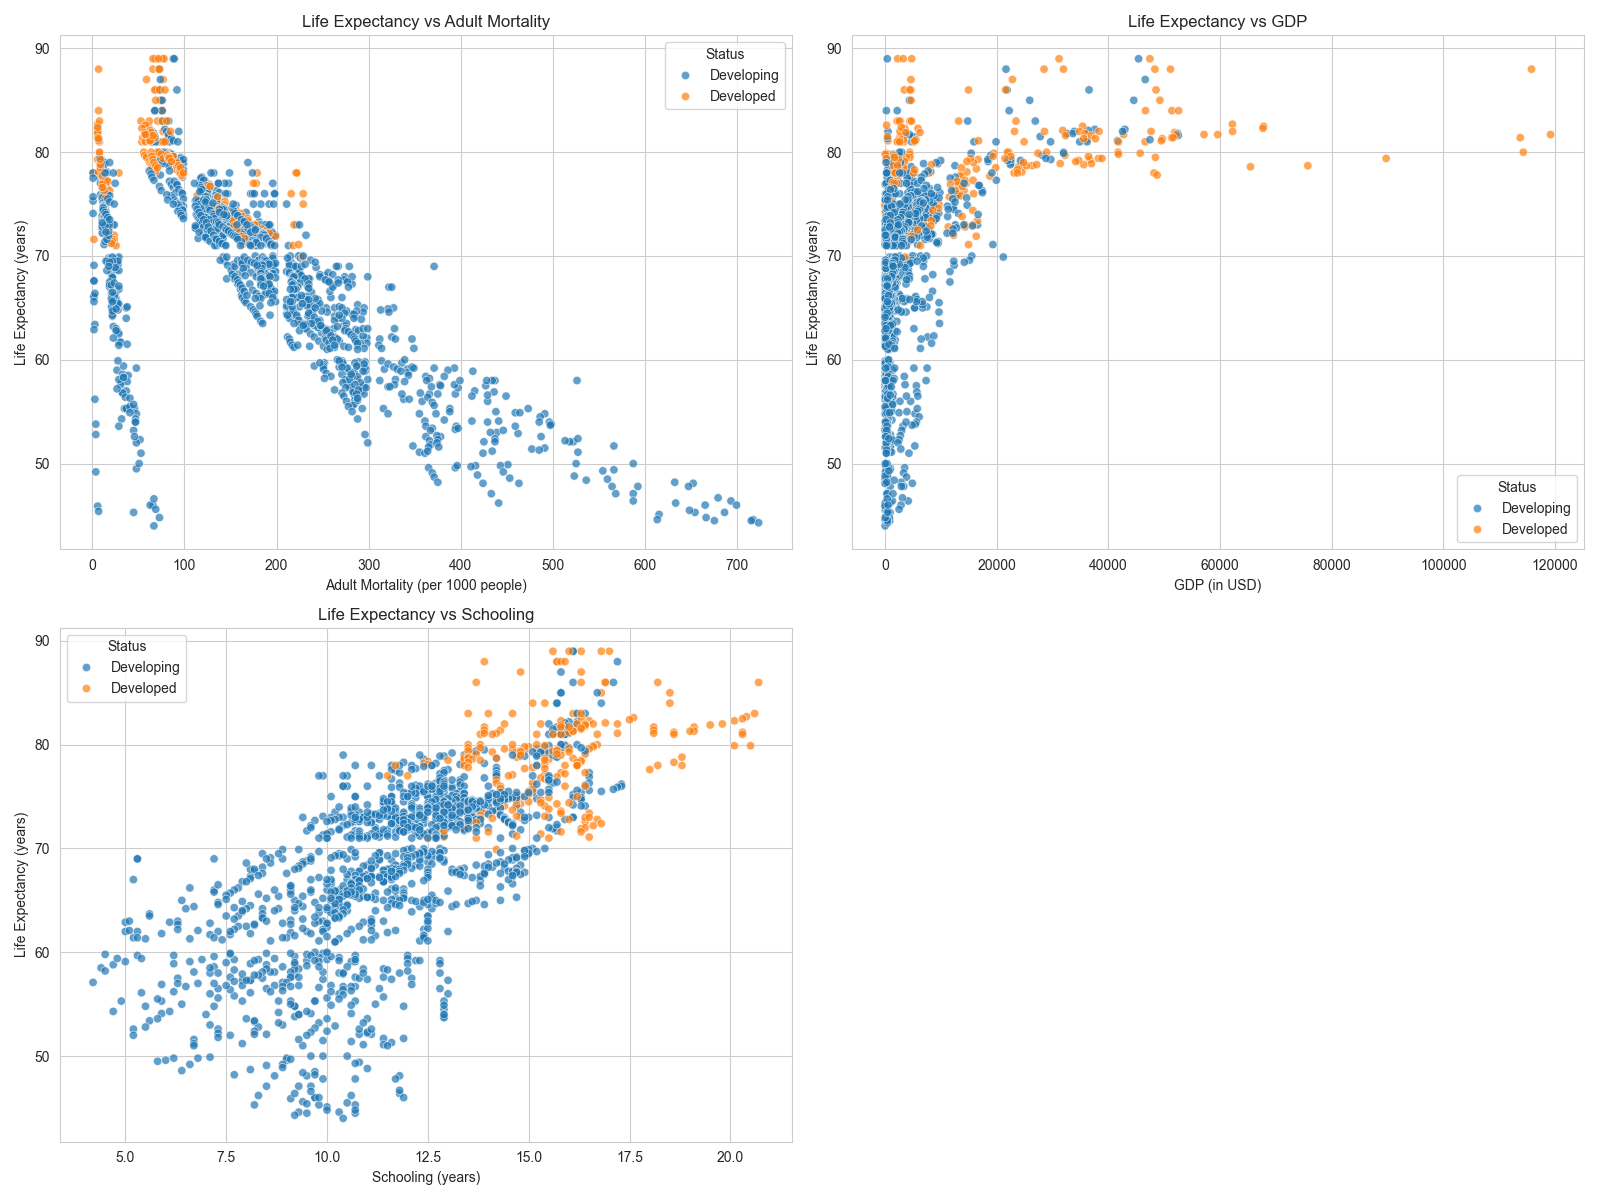 Life Expectancy vs Adult Mortality
Life Expectancy (years)
90
80
70
60
50
Status
Developing
Developed
0 100 200 300 400 500 600 700
Adult Mortality (per 1000 people)
Life Expectancy vs GDP
Life Expectancy (years)
90
80
70
60
50
Status
Developing
Developed
0 20000 40000 60000 80000 100000 120000
GDP (in USD)
Life Expectancy vs Schooling
Life Expectancy (years)
90
80
70
60
50
Status
Developing
Developed
5.0 7.5 10.0 12.5 15.0 17.5 20.0
Schooling (years)